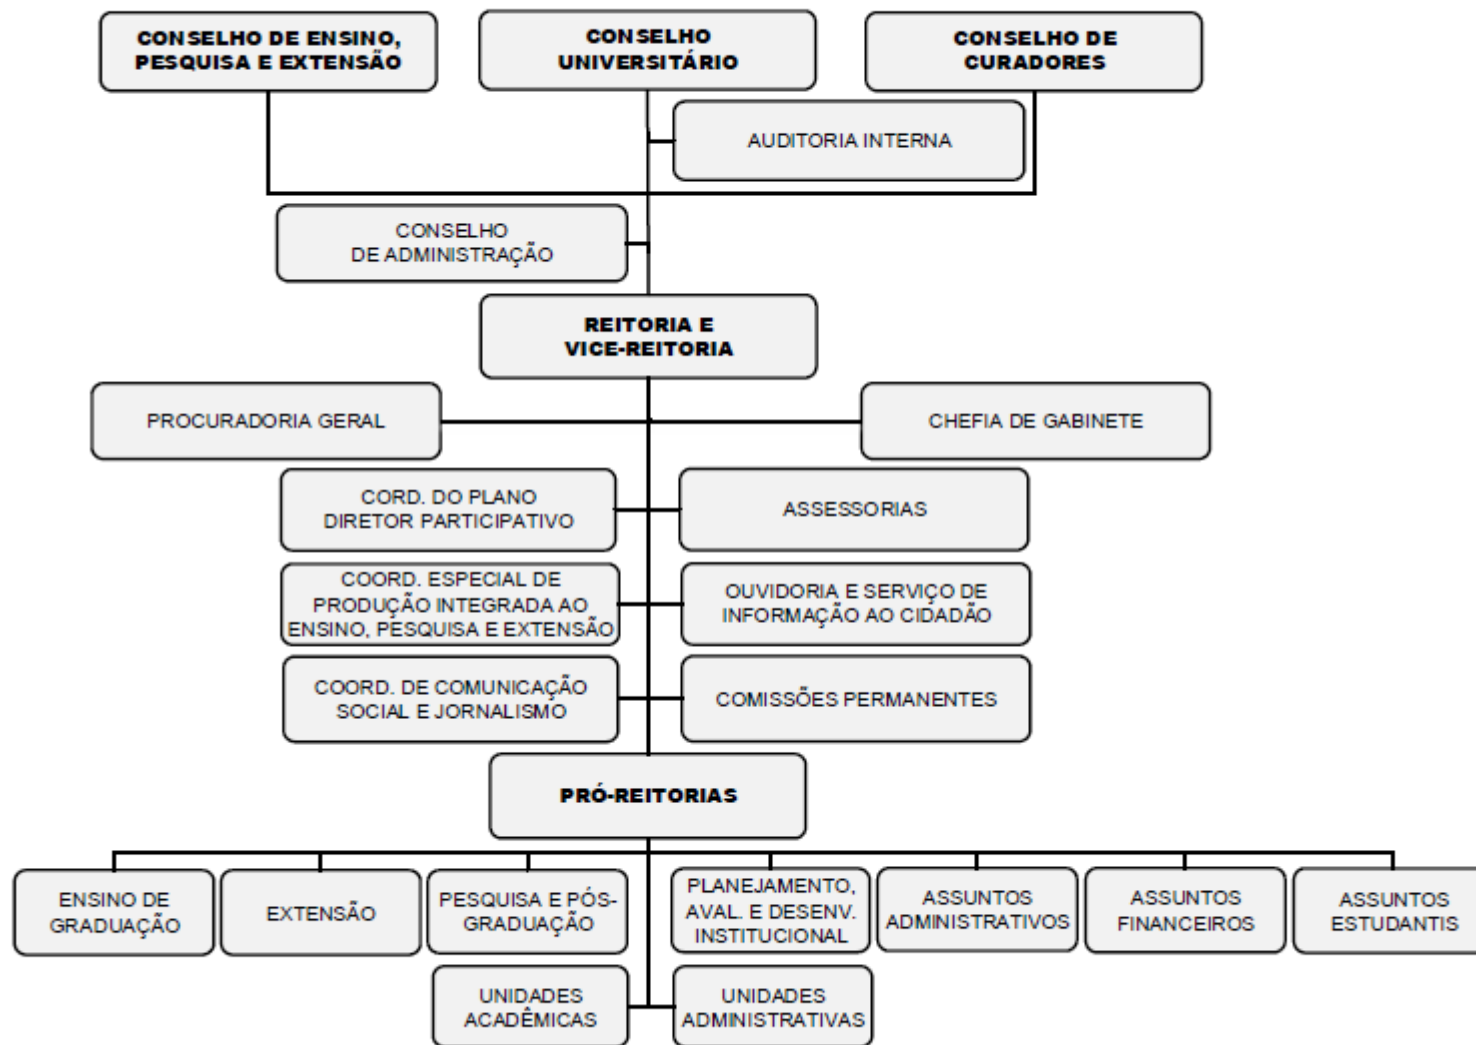 CONSELHO DE ENSINO,
PESQUISA E EXTENSÃO
CONSELHO
UNIVERSITÁRIO
CONSELHO DE
CURADORES
AUDITORIA INTERNA
CONSELHO
DE ADMINISTRAÇÃO
REITORIA E
VICE-REITORIA
PROCURADORIA GERAL
CHEFIA DE GABINETE
CORD. DO PLANO
DIRETOR PARTICIPATIVO
ASSESSORIAS
COORD. ESPECIAL DE
PRODUÇÃO INTEGRADA AO
ENSINO, PESQUISA E EXTENSÃO
OUVIDORIA E SERVIÇO DE
INFORMAÇÃO AO CIDADÃO
COORD. DE COMUNICAÇÃO
SOCIAL E JORNALISMO
COMISSÕES PERMANENTES
PRÓ-REITORIAS
ENSINO DE
GRADUAÇÃO
EXTENSÃO
PESQUISA E PÓS-
GRADUAÇÃO
PLANEJAMENTO,
AVAL. E DESENV.
INSTITUCIONAL
ASSUNTOS
ADMINISTRATIVOS
ASSUNTOS
FINANCEIROS
ASSUNTOS
ESTUDANTIS
UNIDADES
ACADÊMICAS
UNIDADES
ADMINISTRATIVAS